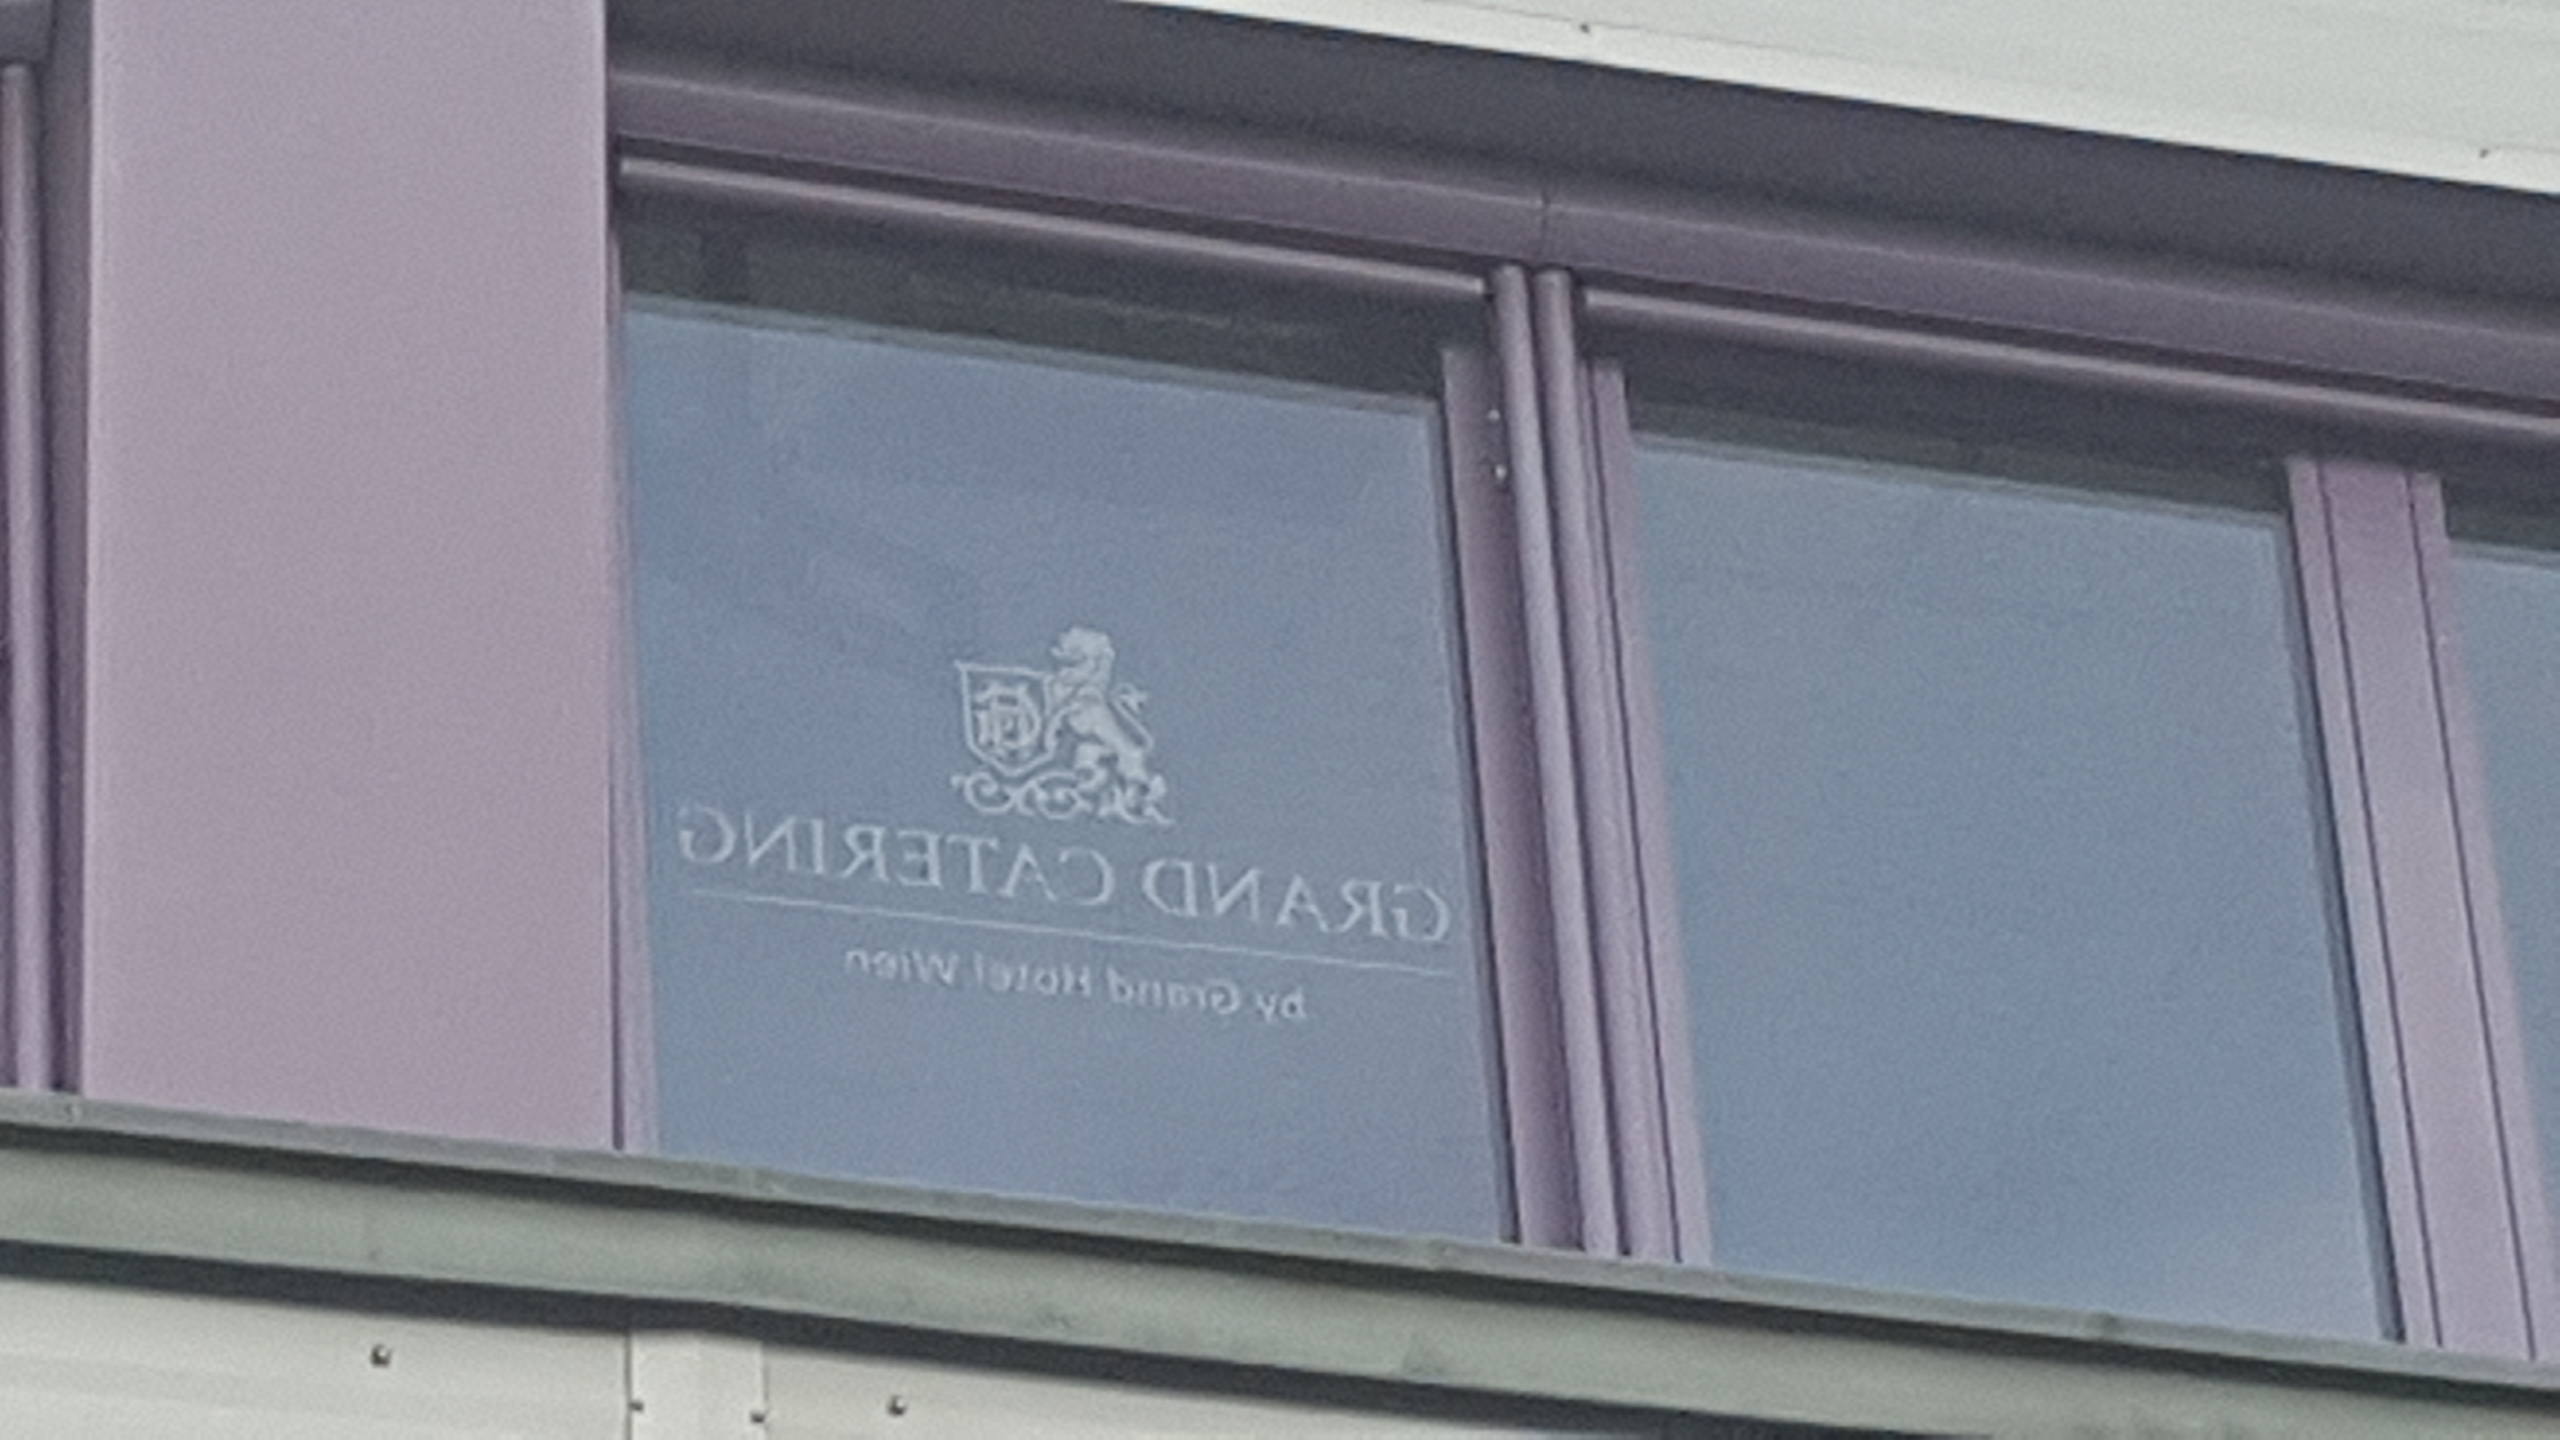 GRAND CATERING
by Grand Hotel Wien